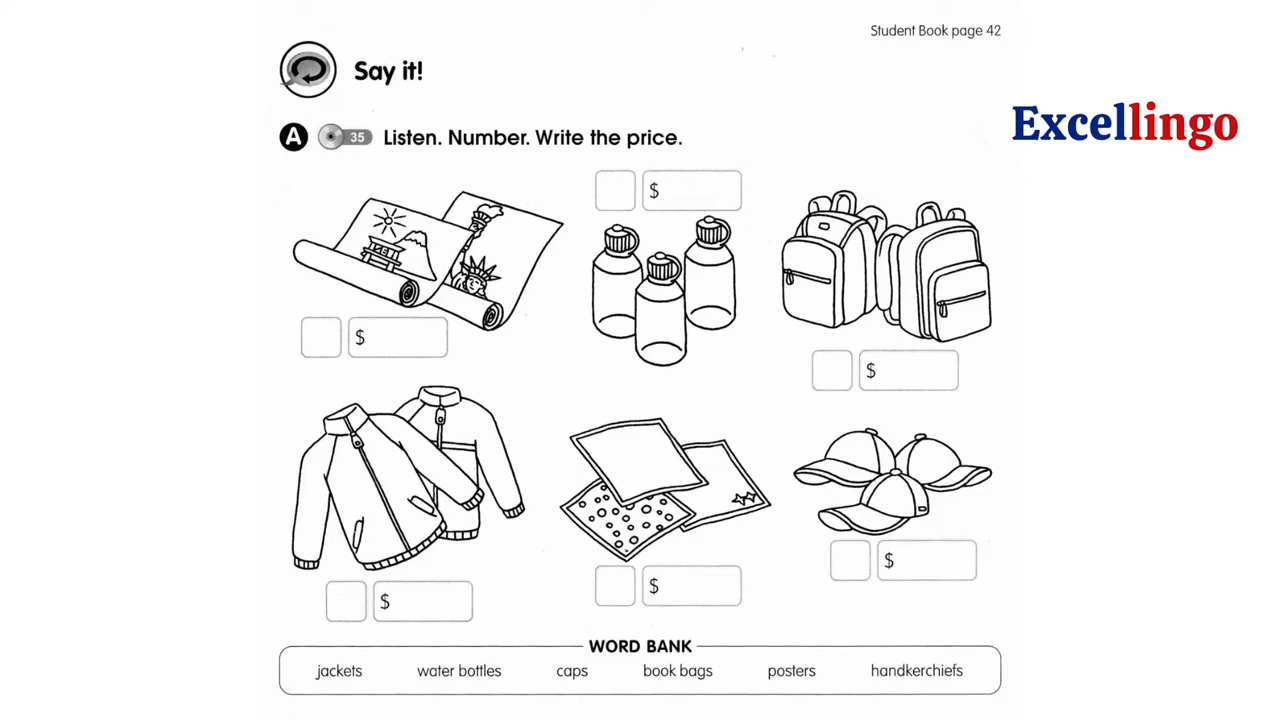 Student Book page 42
Say it!
Excellingo
A 35 Listen. Number. Write the price.
$
$
$
$
$
$
WORD BANK
jackets water bottles caps book bags posters handkerchiefs